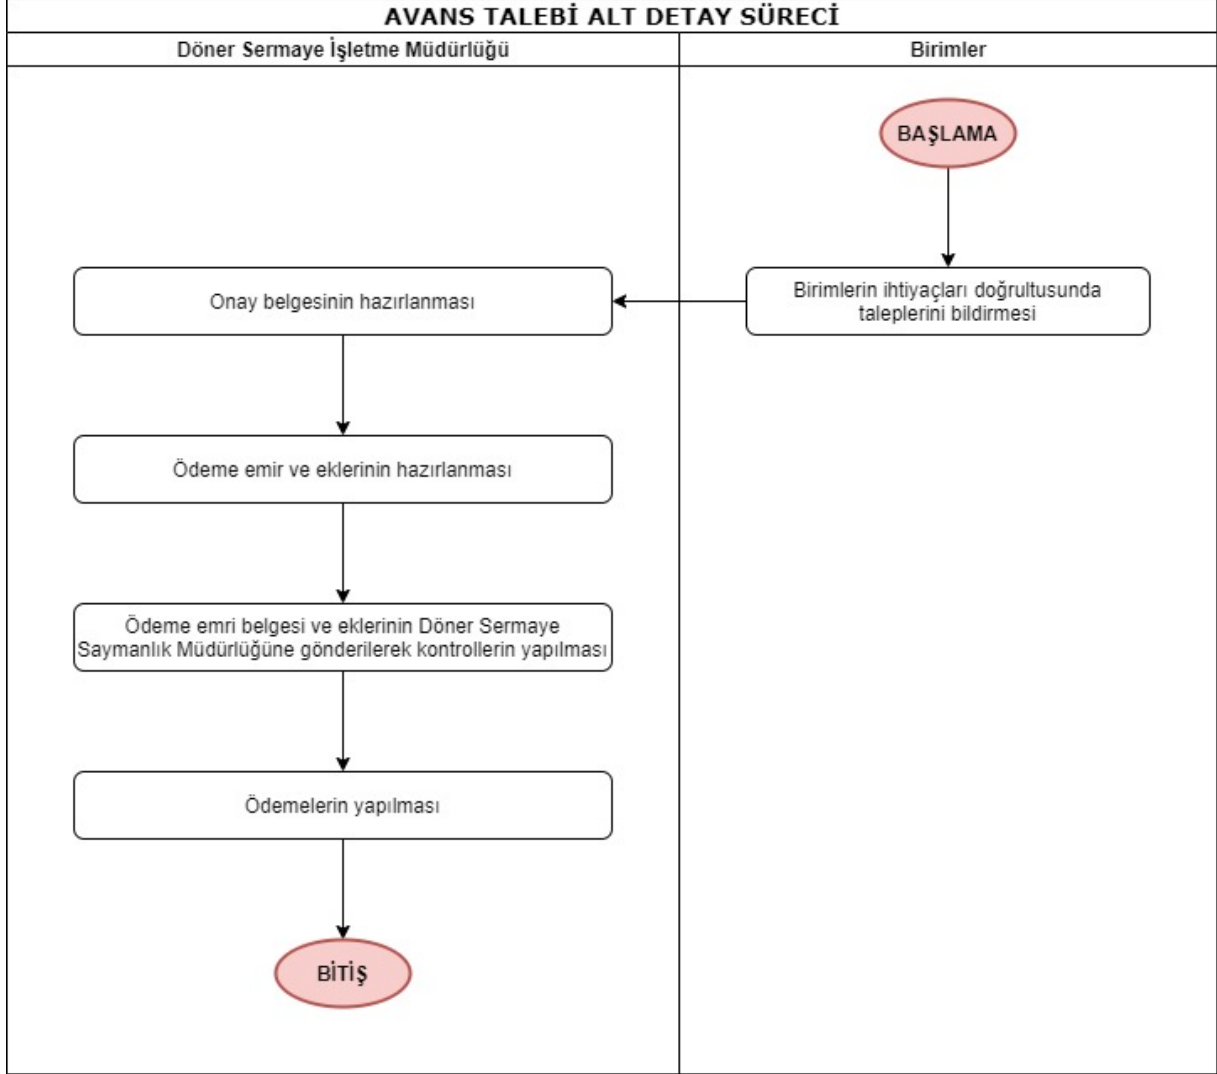 AVANS TALEBİ ALT DETAY SÜRECİ
Döner Sermaye İşletme Müdürlüğü
Birimler
BAŞLAMA
Birimlerin ihtiyaçları doğrultusunda
taleplerini bildirmesi
Onay belgesinin hazırlanması
Ödeme emir ve eklerinin hazırlanması
Ödeme emri belgesi ve eklerinin Döner Sermaye
Saymanlık Müdürlüğüne gönderilerek kontrollerin yapılması
Ödemelerin yapılması
BİTİŞ